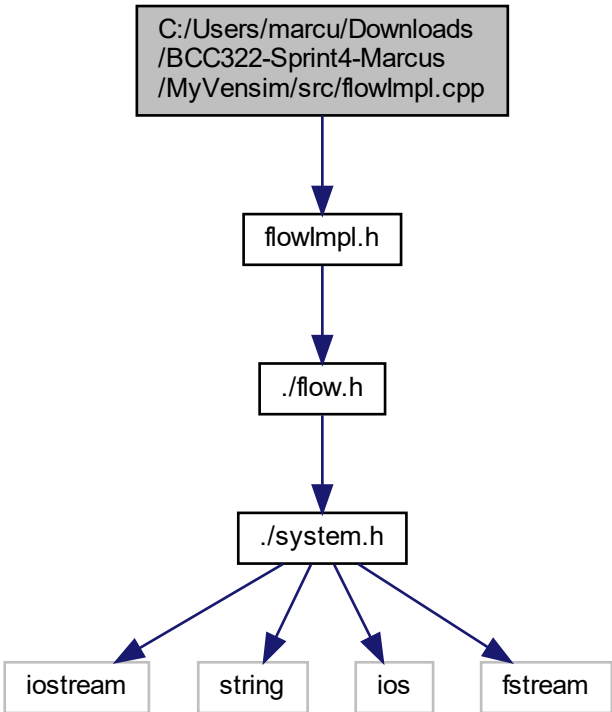 C:/Users/marcu/Downloads
/BCC322-Sprint4-Marcus
/MyVensim/src/flowImpl.cpp
flowImpl.h
./flow.h
./system.h
iostream
string
ios
fstream